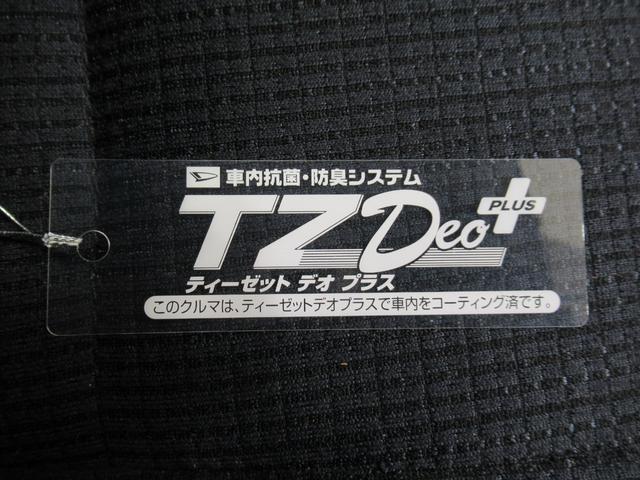 車内抗菌・防臭システム
TZ Deo PLUS
ティーゼット デオ プラス
このクルマは、ティーゼットデオプラスで車内をコーティング済です。